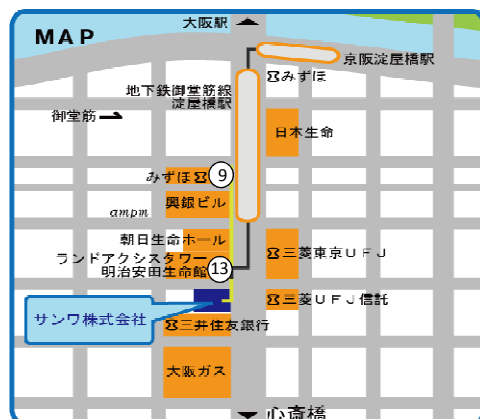 大阪駅
MAP
京阪淀屋橋駅
みずほ
地下鉄御堂筋線
淀屋橋駅
御堂筋
日本生命
みずほ
9
興銀ビル
ampm
朝日生命ホール
ランドアクシスタワー
明治安田生命館
13
三菱東京UFJ
サンワ株式会社
三菱UFJ信託
三井住友銀行
大阪ガス
心斎橋